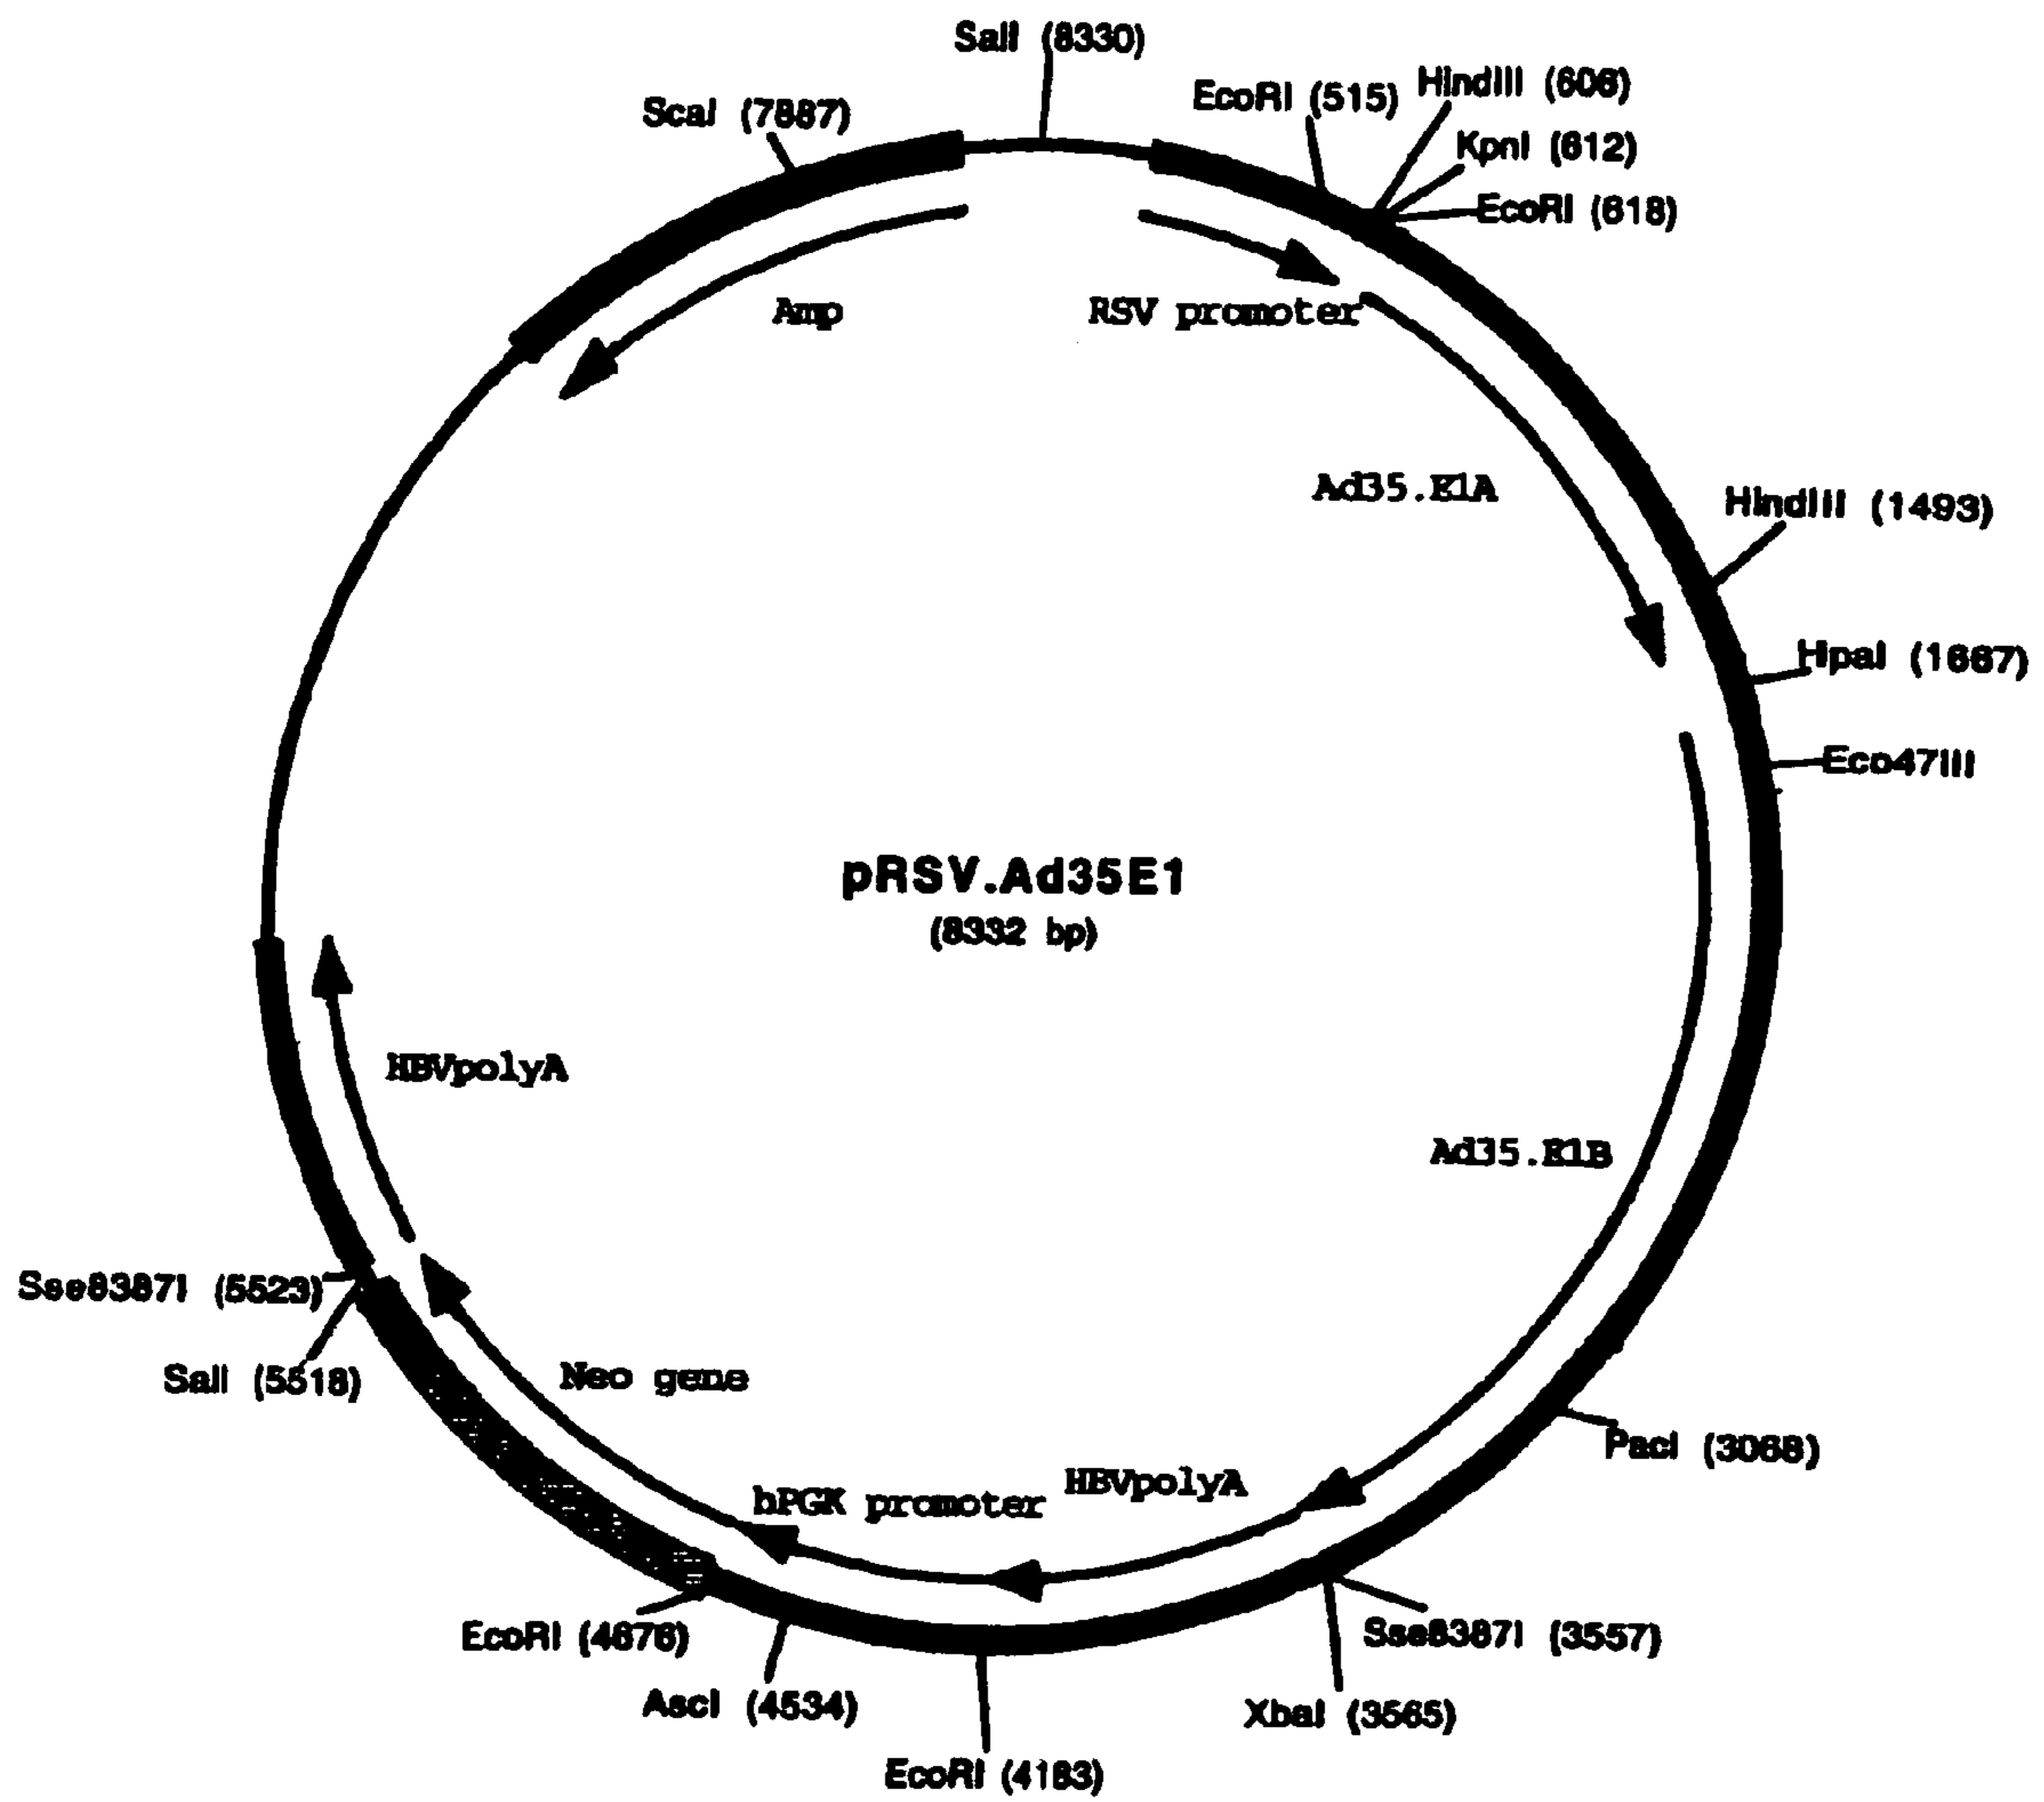 SalI (8330)
ScaI (7887)
EcoRI (515)
HindIII (606)
KpnI (612)
EcoRI (618)
Amp
RSV promoter
Ad35.E1A
HindIII (1493)
HpaI (1667)
Eco47III
pRSV.Ad35E1
(8332 bp)
HBVpolyA
Ad35.E1B
Sse8387I (5523)
SalI (5518)
Neo gene
PacI
hPGK promoter
HBVpolyA
EcoRI (4676)
Sse8387I (3557)
AscI (4534)
XbaI (3565)
EcoRI (4183)